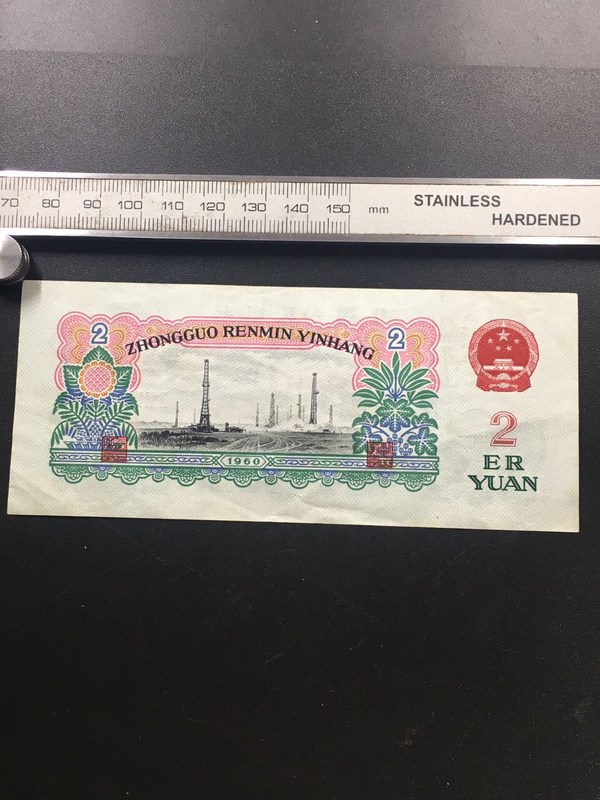 70 80 90 100 110 120 130 140 150 mm
STAINLESS
HARDENED
2 2
ZHONGGUO RENMIN YINHANG
1960
2
ER
YUAN